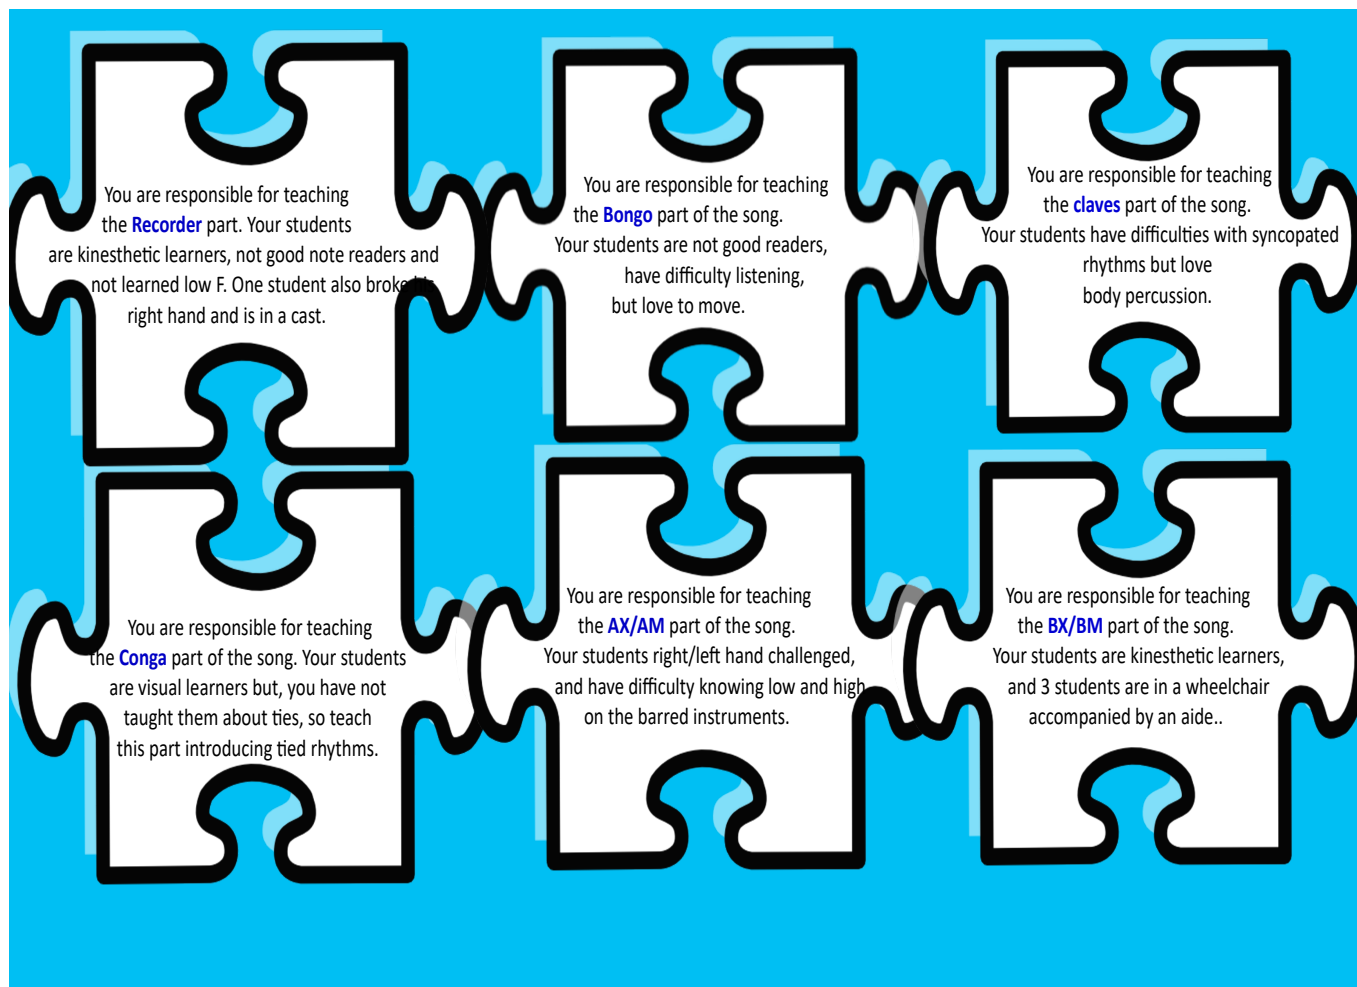 You are responsible for teaching
the Recorder part. Your students
are kinesthetic learners, not good note readers and
not learned low F. One student also broke his
right hand and is in a cast.
You are responsible for teaching
the Bongo part of the song.
Your students are not good readers,
have difficulty listening,
but love to move.
You are responsible for teaching
the claves part of the song.
Your students have difficulties with syncopated
rhythms but love
body percussion.
You are responsible for teaching
the Conga part of the song. Your students
are visual learners but, you have not
taught them about ties, so teach
this part introducing tied rhythms.
You are responsible for teaching
the AX/AM part of the song.
Your students right/left hand challenged,
and have difficulty knowing low and high
on the barred instruments.
You are responsible for teaching
the BX/BM part of the song.
Your students are kinesthetic learners,
and 3 students are in a wheelchair
accompanied by an aide..